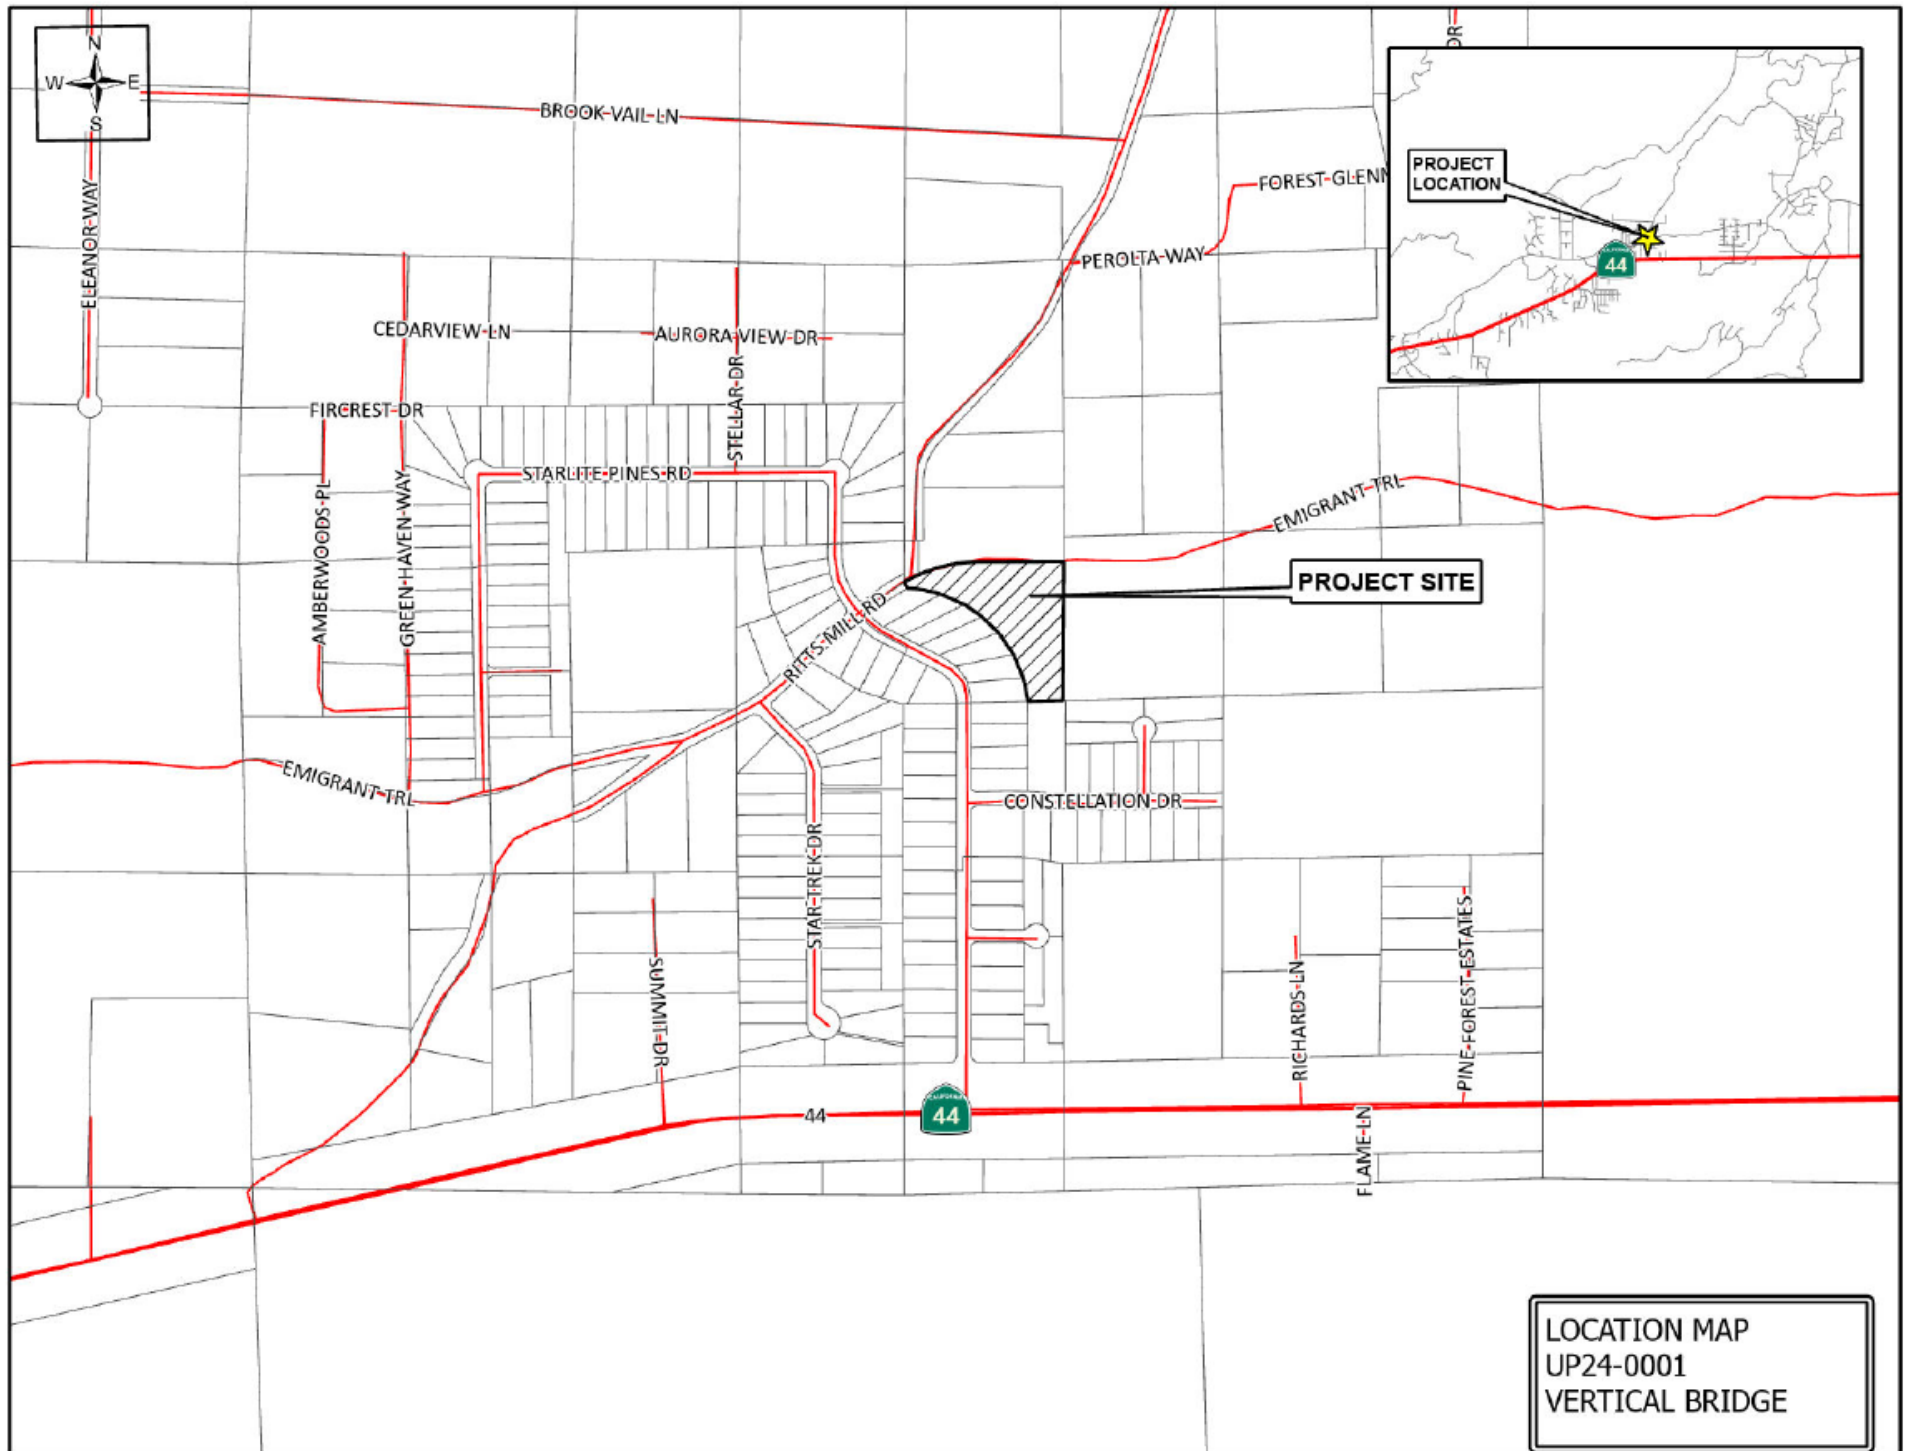 N
W
E
S
BROOK VAIL LN
DR
PROJECT
LOCATION
44
FOREST GLENN
PEROLTA WAY
ELEANOR WAY
CEDARVIEW LN
AURORA VIEW DR
STELLAR DR
FIRCREST DR
STARLITE PINES RD
AMBERWOODS PL
GREEN HAVEN WAY
EMIGRANT TRL
PROJECT SITE
RITTS MILL RD
EMIGRANT TRL
CONSTELLATION DR
STAR TREK DR
SUMMIT DR
RICHARDS LN
PINE FOREST ESTATES
44
CALIFORNIA
44
FLAME LN
LOCATION MAP
UP24-0001
VERTICAL BRIDGE